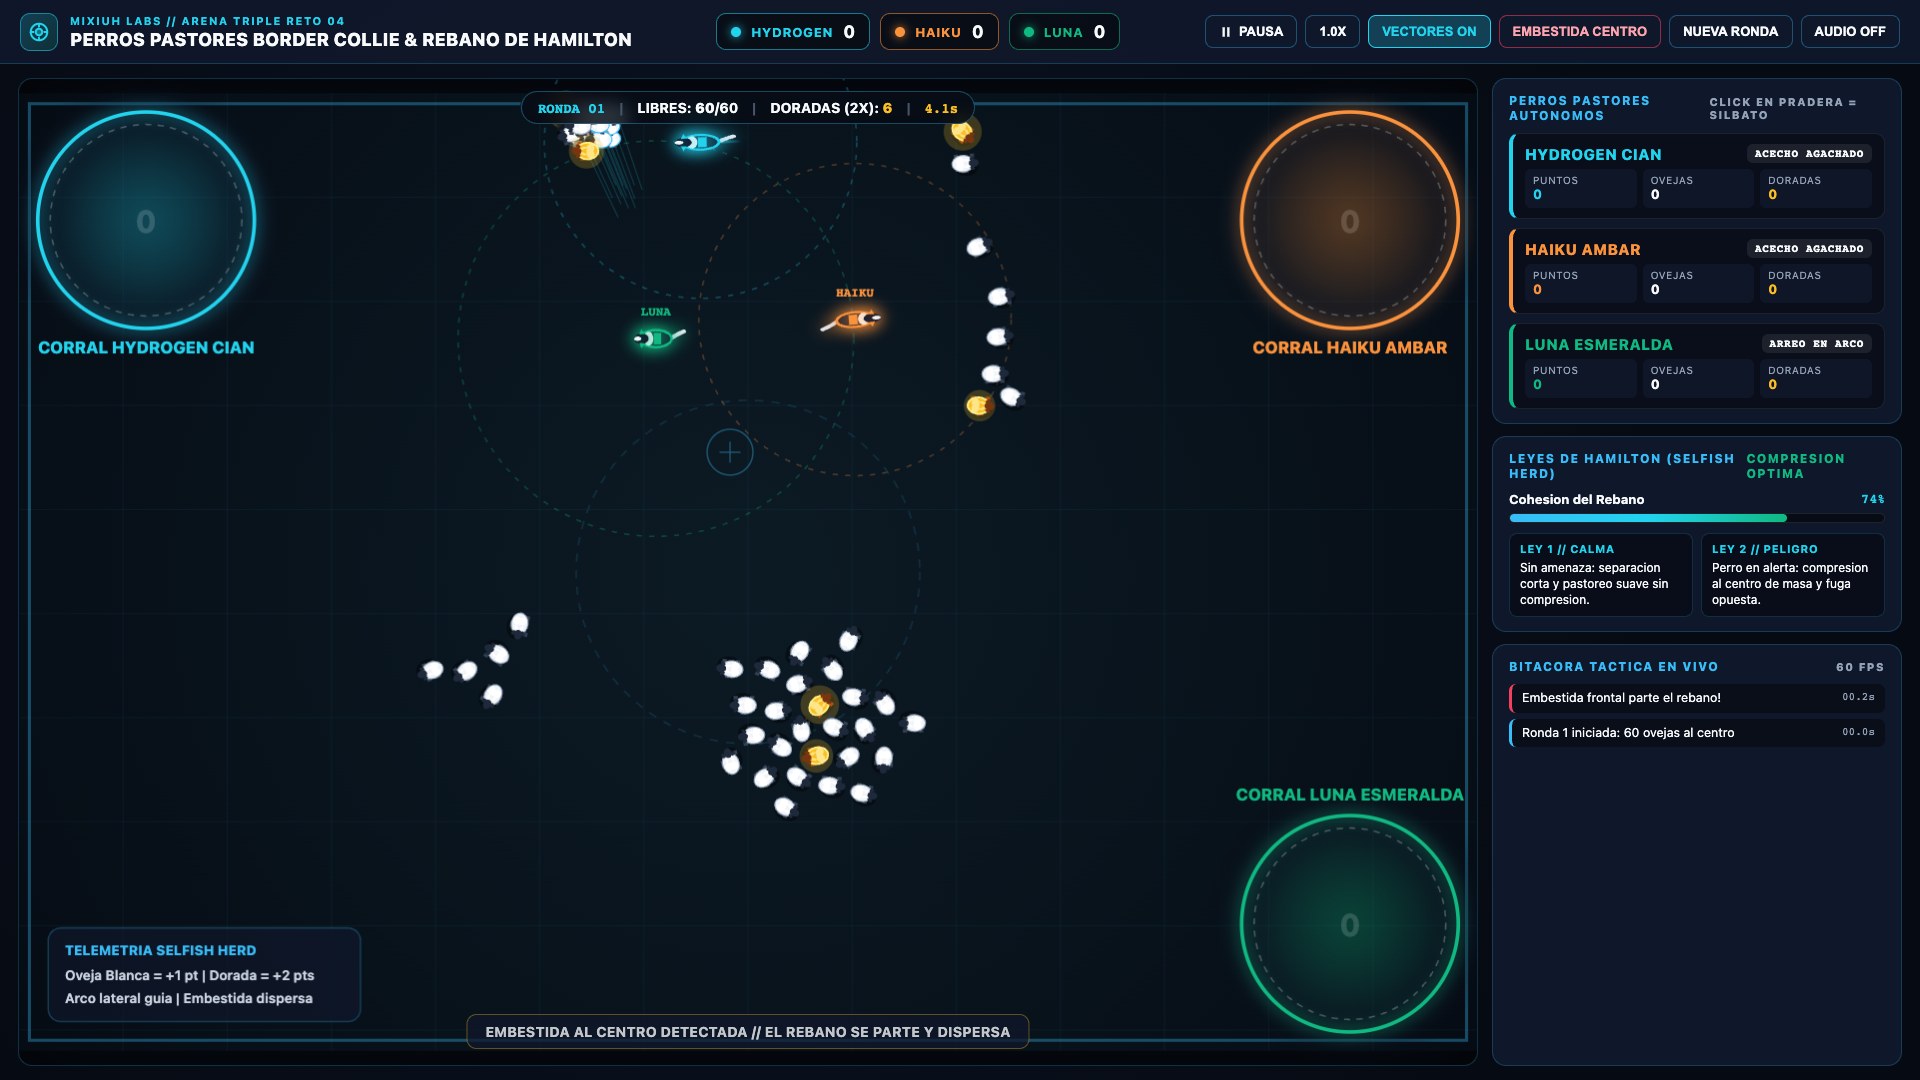 MIXIUH LABS // ARENA TRIPLE RETO 04
PERROS PASTORES BORDER COLLIE & REBANO DE HAMILTON
HYDROGEN 0
HAIKU 0
LUNA 0
PAUSA
1.0X
VECTORES ON
EMBESTIDA CENTRO
NUEVA RONDA
AUDIO OFF
RONDA 01 | LIBRES: 60/60 | DORADAS (2X): 6 | 4.1s
0
CORRAL HYDROGEN CIAN
0
CORRAL HAIKU AMBAR
LUNA
HAIKU
CORRAL LUNA ESMERALDA
0
TELEMETRIA SELFISH HERD
Oveja Blanca = +1 pt | Dorada = +2 pts
Arco lateral guia | Embestida dispersa
EMBESTIDA AL CENTRO DETECTADA // EL REBANO SE PARTE Y DISPERSA
PERROS PASTORES
AUTONOMOS
CLICK EN PRADERA =
SILBATO
HYDROGEN CIAN
ACECHO AGACHADO
PUNTOS
0
OVEJAS
0
DORADAS
0
HAIKU AMBAR
ACECHO AGACHADO
PUNTOS
0
OVEJAS
0
DORADAS
0
LUNA ESMERALDA
ARREO EN ARCO
PUNTOS
0
OVEJAS
0
DORADAS
0
LEYES DE HAMILTON (SELFISH
HERD)
COMPRESION
OPTIMA
Cohesion del Rebano
74%
LEY 1 // CALMA
Sin amenaza: separacion
corta y pastoreo suave sin
compresion.
LEY 2 // PELIGRO
Perro en alerta: compresion
al centro de masa y fuga
opuesta.
BITACORA TACTICA EN VIVO
60 FPS
Embestida frontal parte el rebano!
00.2s
Ronda 1 iniciada: 60 ovejas al centro
00.0s